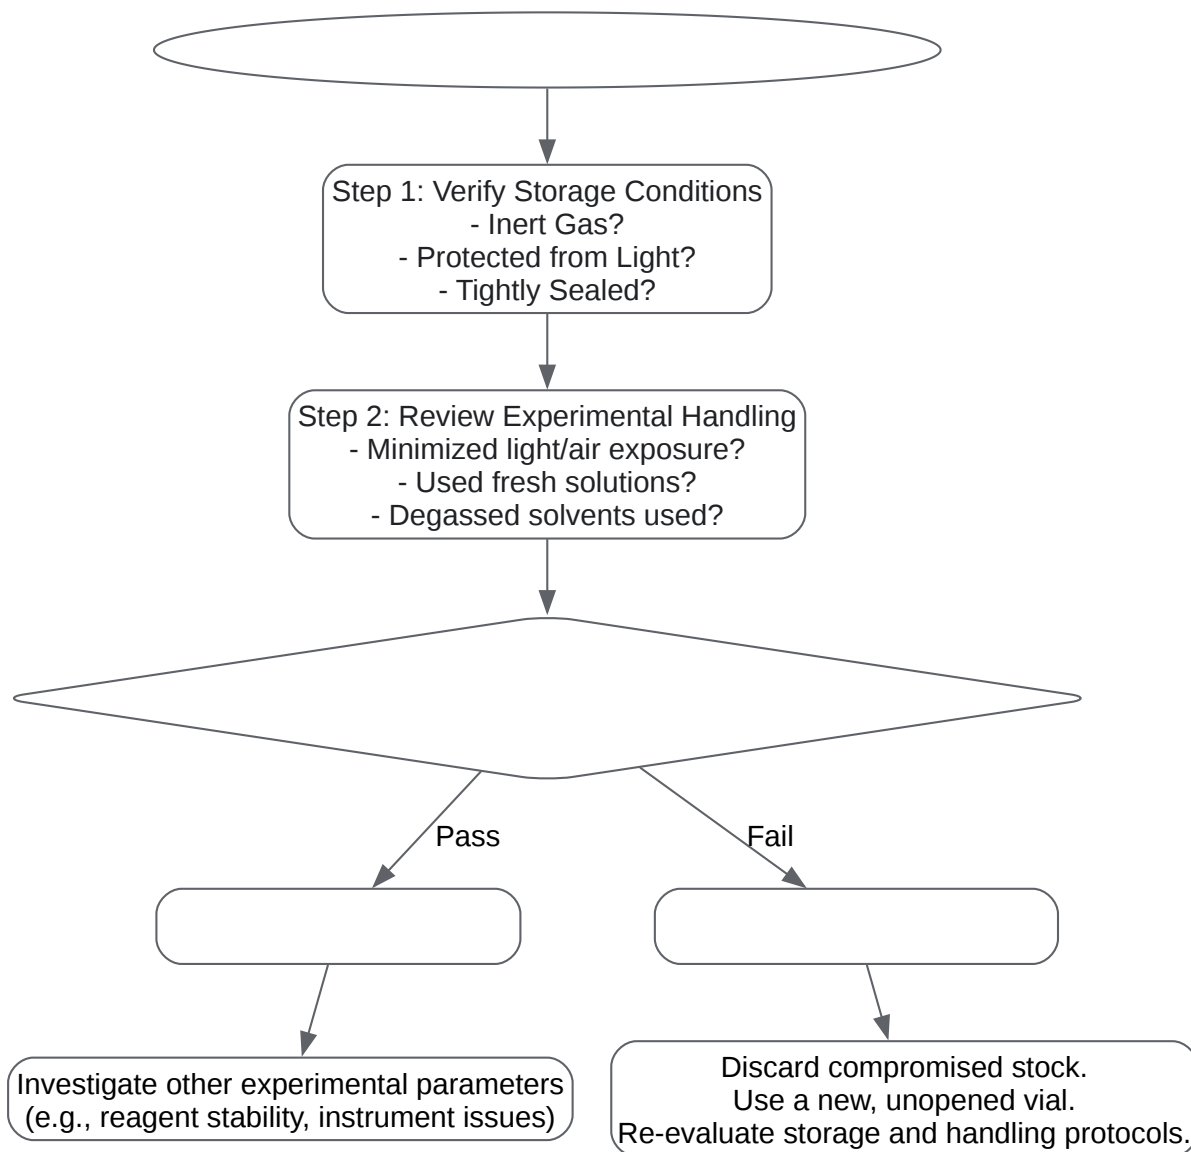 Step 1: Verify Storage Conditions
- Inert Gas?
- Protected from Light?
- Tightly Sealed?
Step 2: Review Experimental Handling
- Minimized light/air exposure?
- Used fresh solutions?
- Degassed solvents used?
Pass
Fail
Investigate other experimental parameters
(e.g., reagent stability, instrument issues)
Discard compromised stock.
Use a new, unopened vial.
Re-evaluate storage and handling protocols.